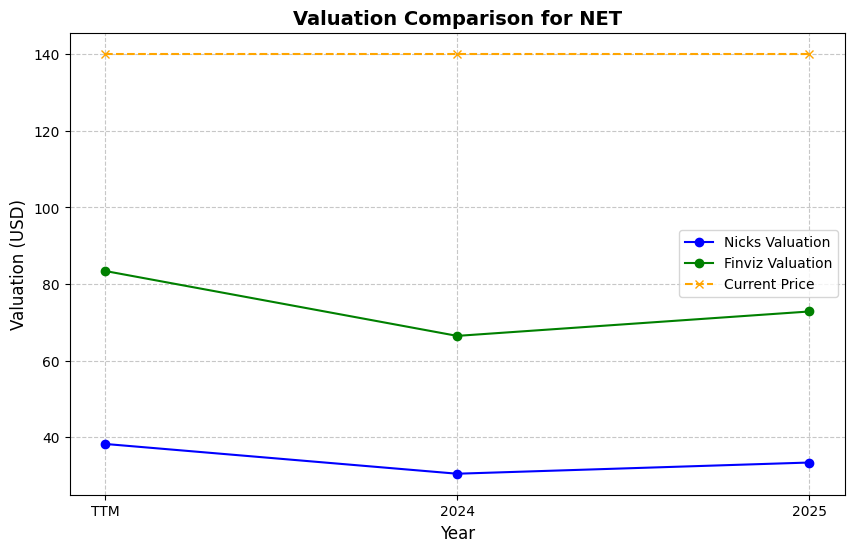 Valuation Comparison for NET
Valuation (USD)
140
120
100
80
60
40
Nicks Valuation
Finviz Valuation
Current Price
TTM
2024
2025
Year